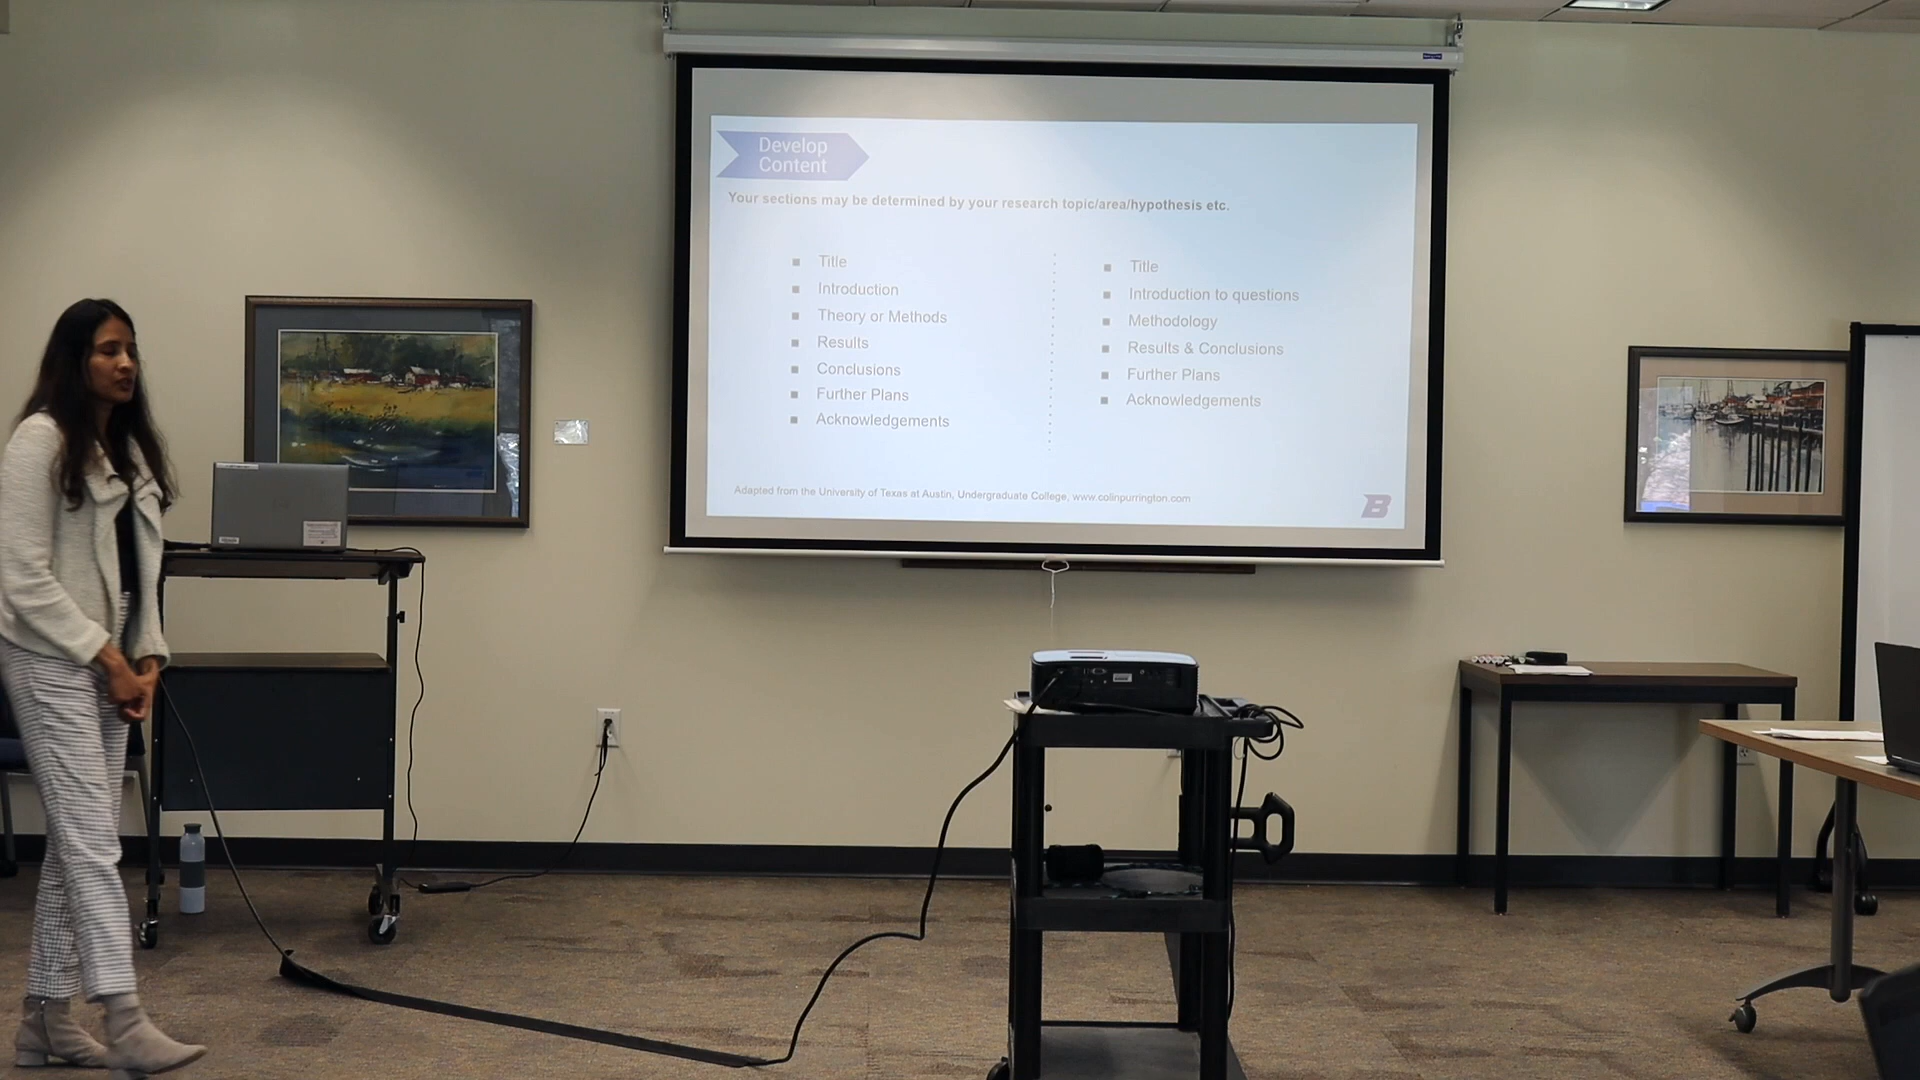 Develop
Content
Your sections may be determined by your research topic/area/hypothesis etc.
■ Title
■ Introduction
■ Theory or Methods
■ Results
■ Conclusions
■ Further Plans
■ Acknowledgements
■ Title
■ Introduction to questions
■ Methodology
■ Results & Conclusions
■ Further Plans
■ Acknowledgements
Adapted from the University of Texas at Austin, Undergraduate College, www.colinpurrington.com
B